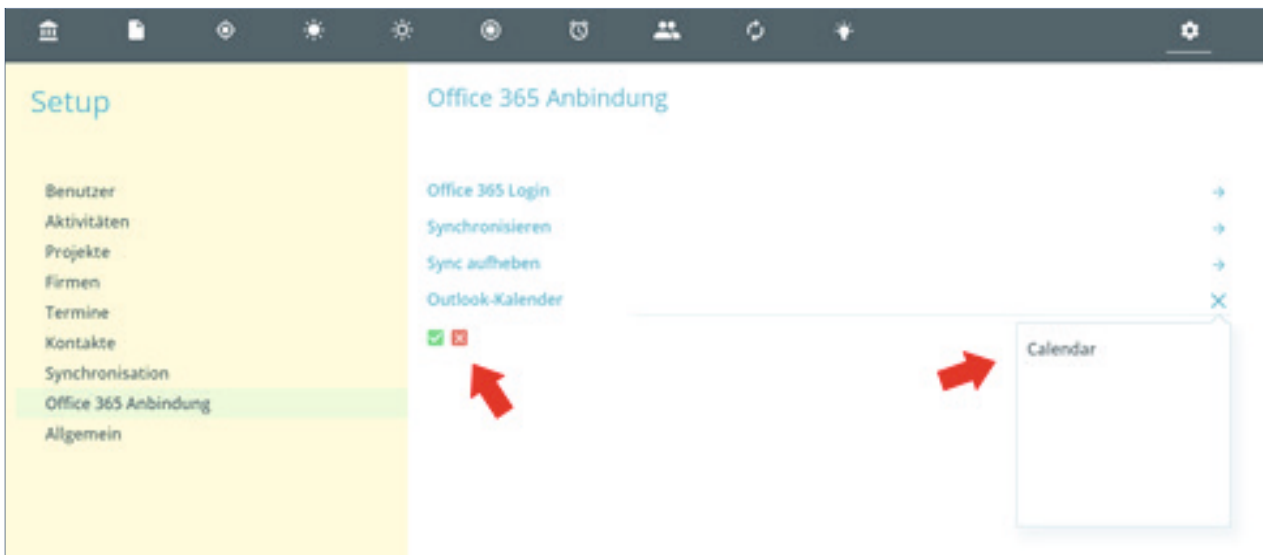 Setup
Benutzer
Aktivitäten
Projekte
Firmen
Termine
Kontakte
Synchronisation
Office 365 Anbindung
Allgemein
Office 365 Anbindung
Office 365 Login
Synchronisieren
Sync aufheben
Outlook-Kalender
Calendar